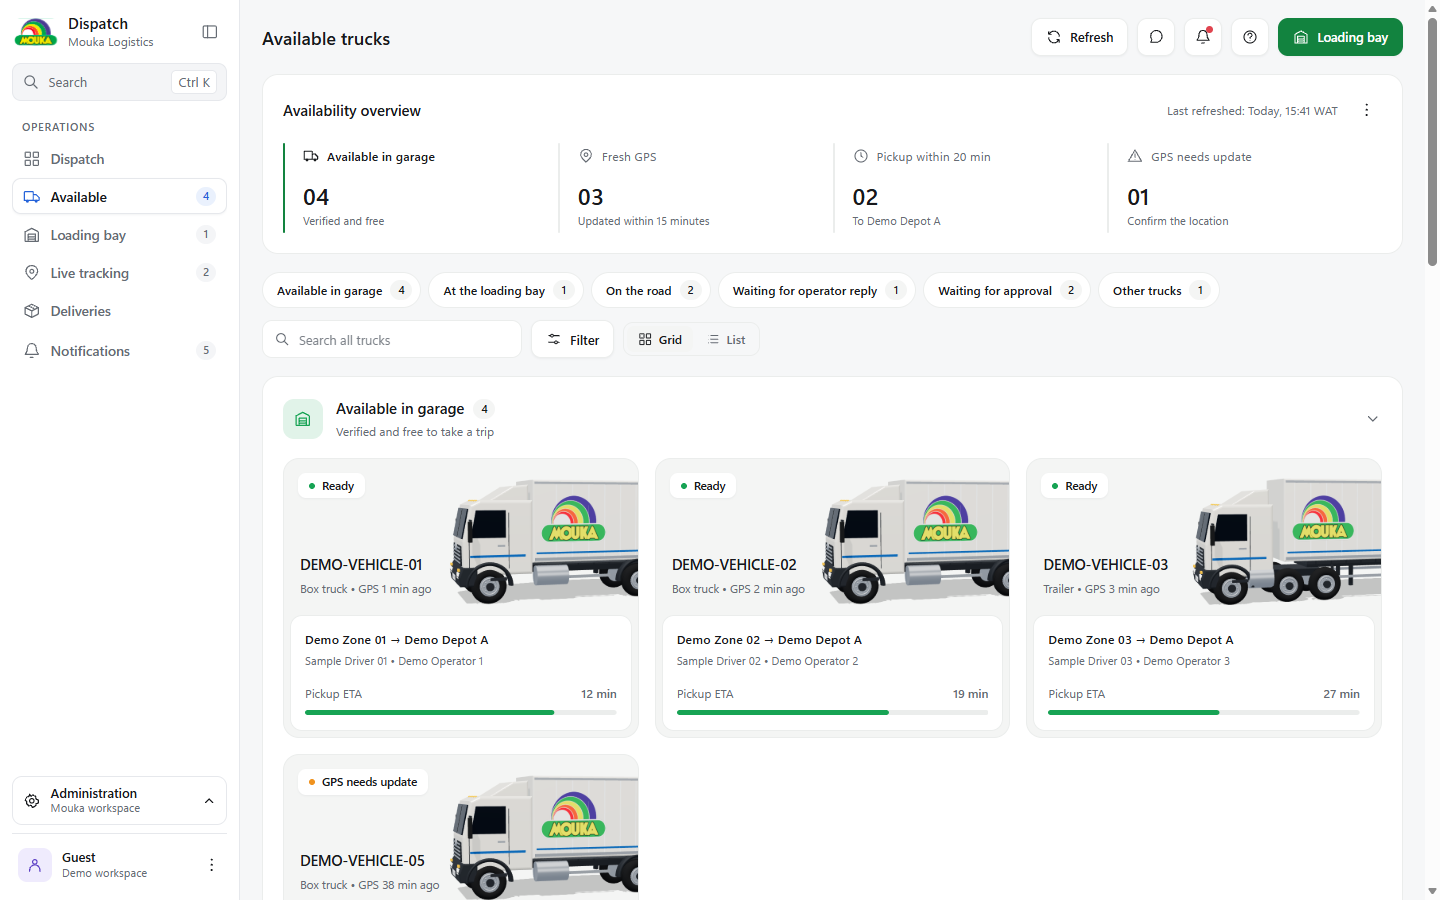 MOUKA
Dispatch
Mouka Logistics
Search
Ctrl K
OPERATIONS
Dispatch
Available 4
Loading bay 1
Live tracking 2
Deliveries
Notifications 5
Administration
Mouka workspace
Guest
Demo workspace
Available trucks
Refresh
Loading bay
Availability overview
Last refreshed: Today, 15:41 WAT
Available in garage
04
Verified and free
Fresh GPS
03
Updated within 15 minutes
Pickup within 20 min
02
To Demo Depot A
GPS needs update
01
Confirm the location
Available in garage 4
At the loading bay 1
On the road 2
Waiting for operator reply 1
Waiting for approval 2
Other trucks 1
Search all trucks
Filter
Grid
List
Available in garage 4
Verified and free to take a trip
Ready
MOUKA
DEMO-VEHICLE-01
Box truck • GPS 1 min ago
Demo Zone 01 → Demo Depot A
Sample Driver 01 • Demo Operator 1
Pickup ETA 12 min
Ready
MOUKA
DEMO-VEHICLE-02
Box truck • GPS 2 min ago
Demo Zone 02 → Demo Depot A
Sample Driver 02 • Demo Operator 2
Pickup ETA 19 min
Ready
MOUKA
DEMO-VEHICLE-03
Trailer • GPS 3 min ago
Demo Zone 03 → Demo Depot A
Sample Driver 03 • Demo Operator 3
Pickup ETA 27 min
GPS needs update
MOUKA
DEMO-VEHICLE-05
Box truck • GPS 38 min ago